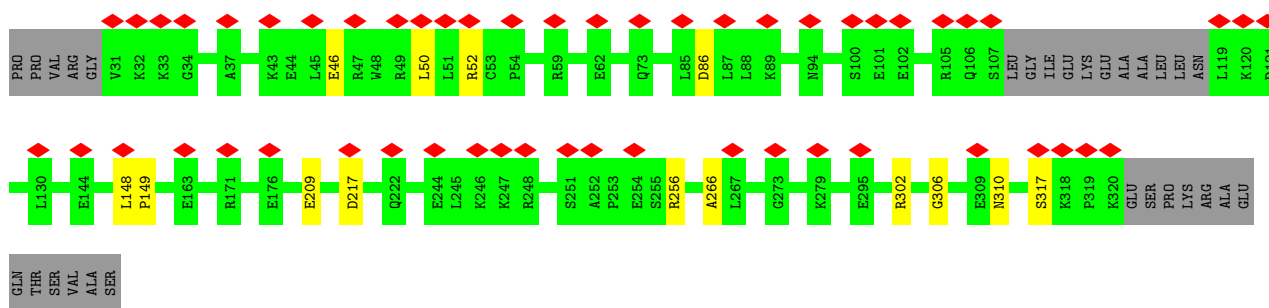 PRO PRO VAL ARG GLY V31 K32 K33 G34 A37 K43 E44 L45 E46 R47 W48 R49 L50 L51 R52 C53 P54 R59 E62 Q73 L85 D86 L87 L88 K89 N94 S100 E101 E102 R105 Q106 S107 LEU GLY ILE GLU LYS GLU ALA ALA LEU LEU ASN L119 K120
L130 E144 L148 P149 E163 R171 E176 E209 D217 Q222 E244 L245 K246 K247 R248 S251 A252 P253 E254 S255 R256 A266 L267 G273 K279 E295 R302 G306 E309 N310 S317 K318 P319 K320 GLU SER PRO LYS ARG ALA GLU
GLN THR SER VAL ALA SER